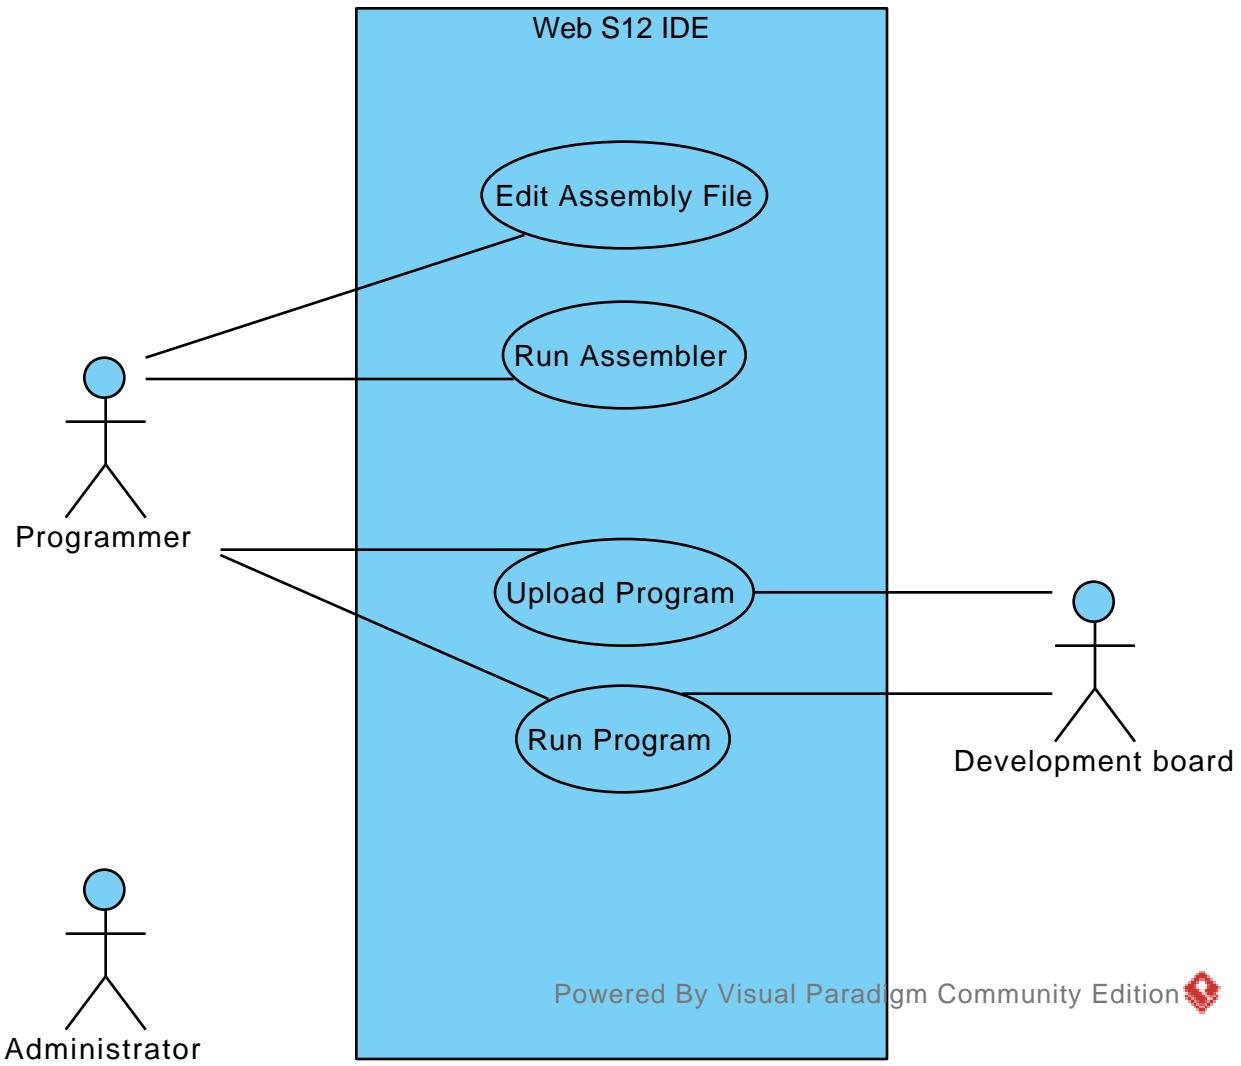 Web S12 IDE
Edit Assembly File
Run Assembler
Programmer
Upload Program
Run Program
Development board
Powered By Visual Paradigm Community Edition
Administrator